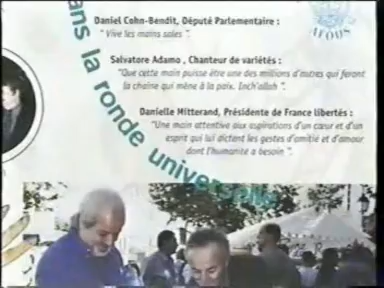 Daniel Cohn-Bendit, Député Parlementaire :
" Vive les mains sales ".
AFOUS
Salvatore Adamo , Chanteur de variétés :
"Que cette main puisse être une des millions d'autres qui feront
la chaîne qui mène à la paix. Inch'allah ".
Danielle Mitterand, Présidente de France libertés :
"Une main attentive aux aspirations d'un cœur et d'un
esprit qui lui dictent les gestes d'amitié et d'amour
dont l'humanité a besoin ".
ans la ronde universelle